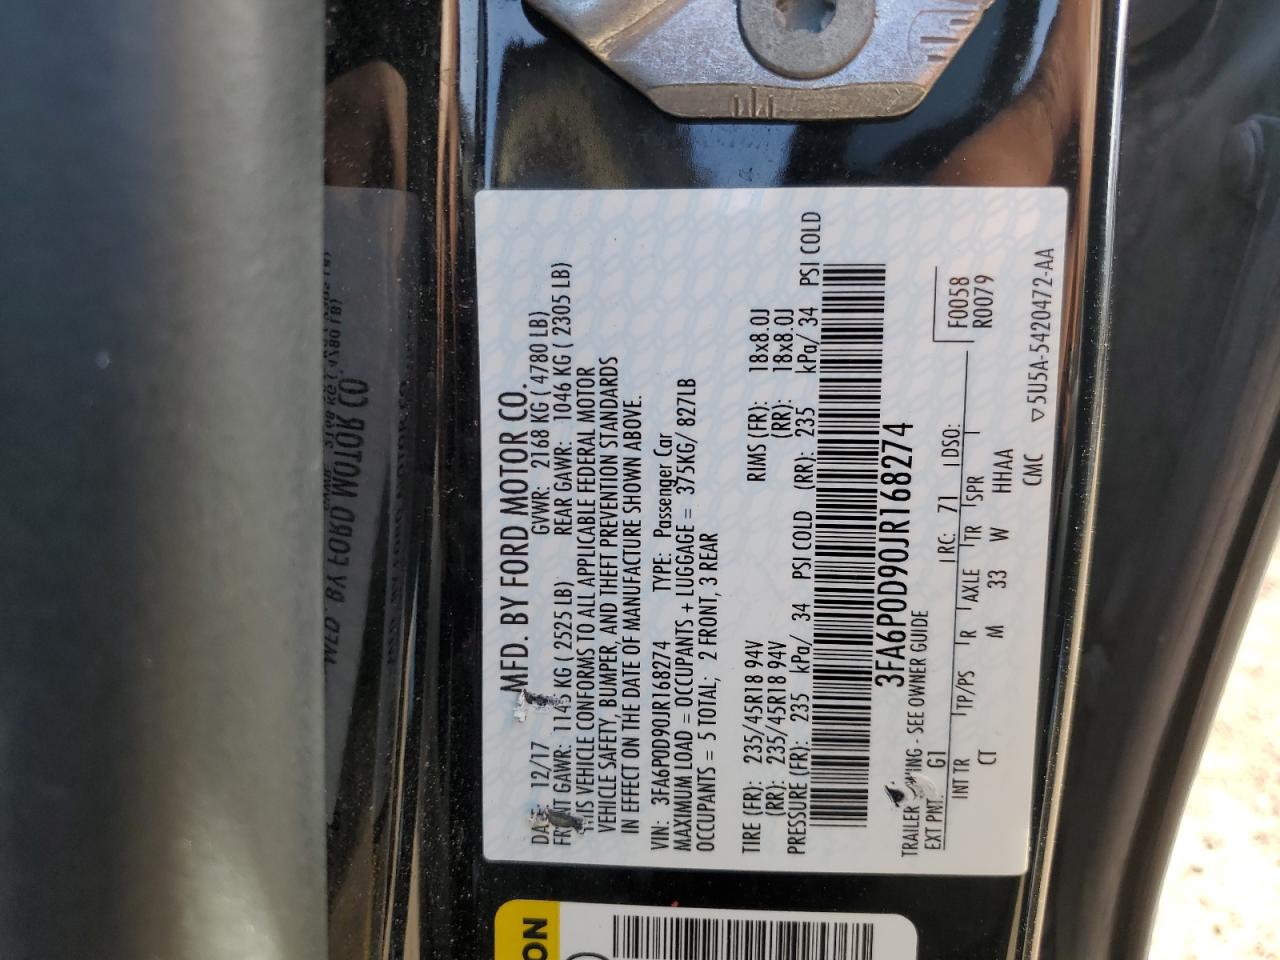 MFD. BY FORD MOTOR CO.
DATE: 12/17 GVWR: 2168 KG ( 4780 LB)
FRONT GAWR: 1145 KG ( 2525 LB) REAR GAWR: 1046 KG ( 2305 LB)
THIS VEHICLE CONFORMS TO ALL APPLICABLE FEDERAL MOTOR
VEHICLE SAFETY, BUMPER, AND THEFT PREVENTION STANDARDS
IN EFFECT ON THE DATE OF MANUFACTURE SHOWN ABOVE.
VIN: 3FA6P0D90JR168274 TYPE: Passenger Car
MAXIMUM LOAD = OCCUPANTS + LUGGAGE = 375KG/ 827LB
OCCUPANTS = 5 TOTAL; 2 FRONT, 3 REAR
TIRE (FR): 235/45R18 94V RIMS (FR): 18x8.0J
(RR): 235/45R18 94V (RR): 18x8.0J
PRESSURE (FR): 235 kPa/ 34 PSI COLD (RR): 235 kPa/ 34 PSI COLD
3FA6P0D90JR168274
TRAILER TOWING - SEE OWNER GUIDE
EXT PNT: G1 RC: 71 DSO: F0058
INT TR TP/PS R AXLE TR SPR R0079
CT M 33 W HHAA
CMC ▽5U5A-5420472-AA
ON